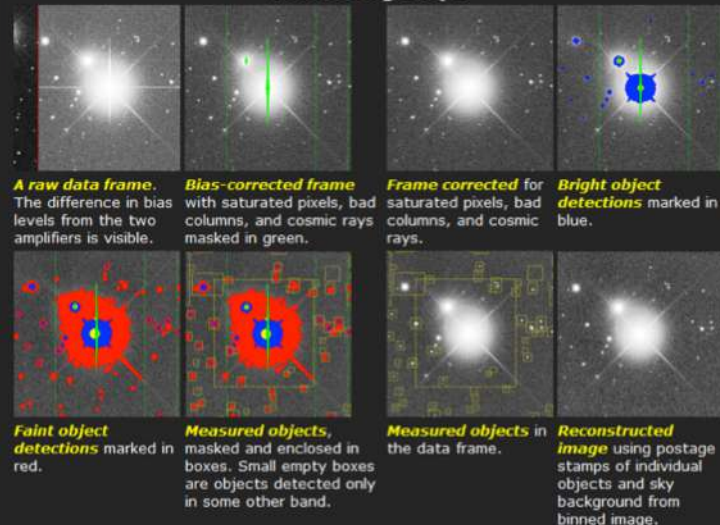 A raw data frame.
The difference in bias
levels from the two
amplifiers is visible.
Bias-corrected frame
with saturated pixels, bad
columns, and cosmic rays
masked in green.
Frame corrected for
saturated pixels, bad
columns, and cosmic
rays.
Bright object
detections marked in
blue.
Faint object
detections marked in
red.
Measured objects,
masked and enclosed in
boxes. Small empty boxes
are objects detected only
in some other band.
Measured objects in
the data frame.
Reconstructed
image using postage
stamps of individual
objects and sky
background from
binned image.